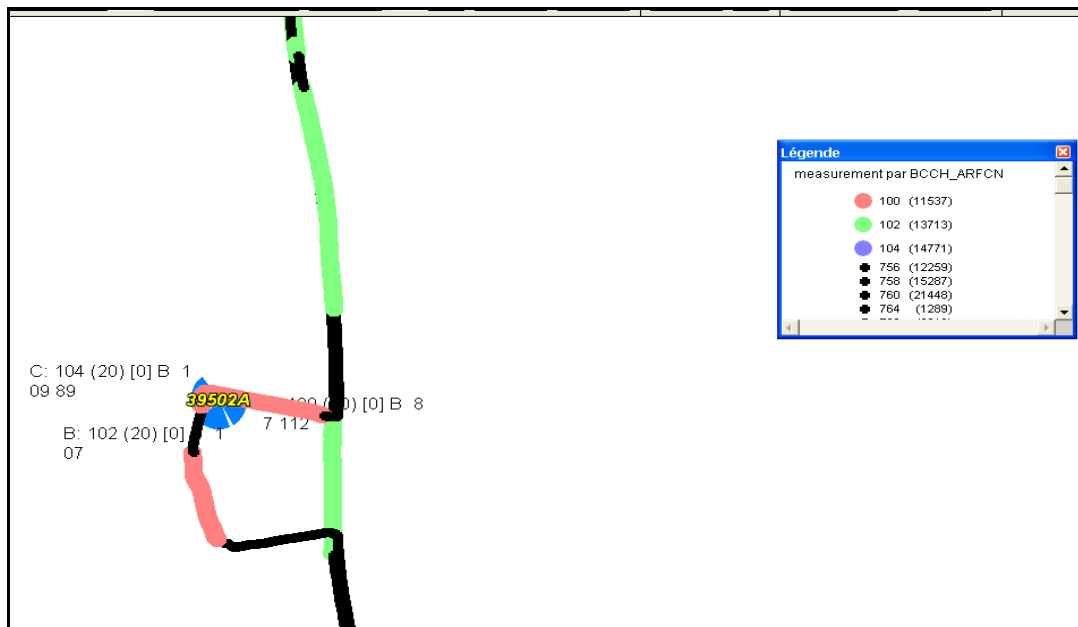 Légende
measurement par BCCH_ARFCN
100 (11537)
102 (13713)
104 (14771)
756 (12259)
758 (15287)
760 (21448)
764 (1289)
C: 104 (20) [0] B 1
09 89
39502A
0) [0] B 8
7 112
B: 102 (20) [0] 1
07